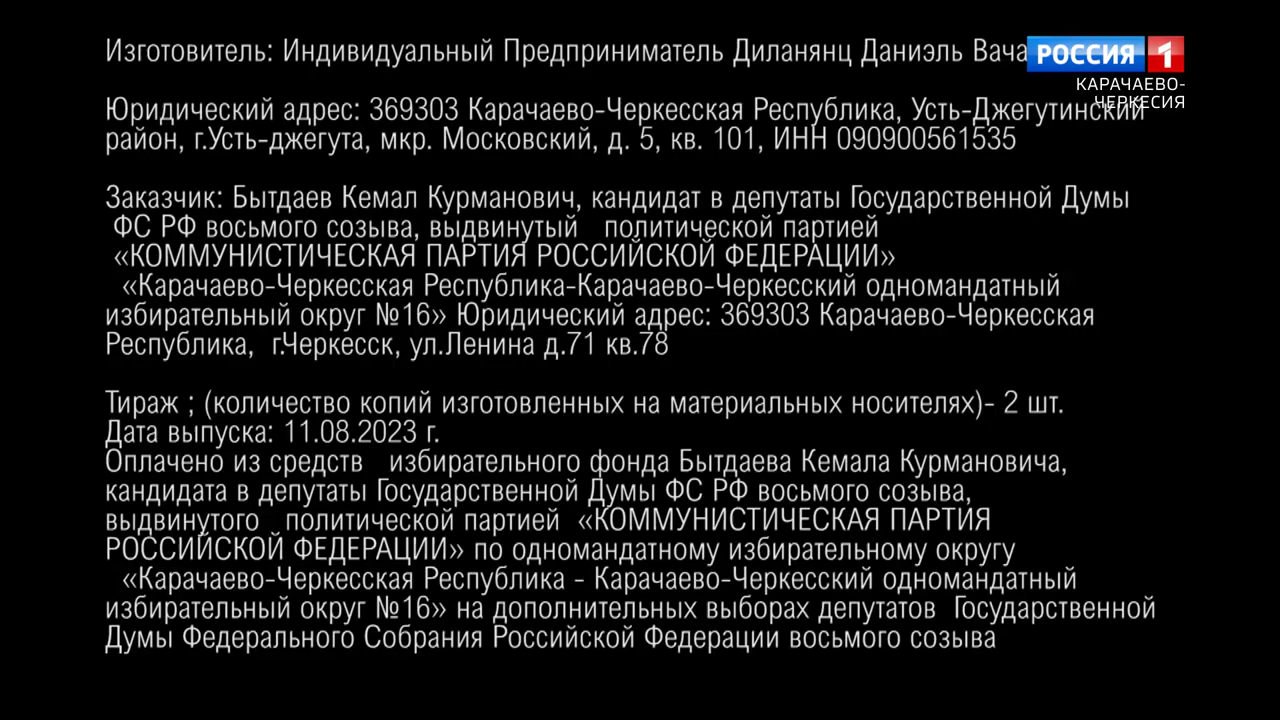 Изготовитель: Индивидуальный Предприниматель Диланянц Даниэль
РОССИЯ 1
КАРАЧАЕВО-
ЧЕРКЕСИЯ
Юридический адрес: 369303 Карачаево-Черкесская Республика, Усть-Джегутинский
район, г.Усть-джегута, мкр. Московский, д. 5, кв. 101, ИНН 090900561535
Заказчик: Бытдаев Кемал Курманович, кандидат в депутаты Государственной Думы
ФС РФ восьмого созыва, выдвинутый политической партией
«КОММУНИСТИЧЕСКАЯ ПАРТИЯ РОССИЙСКОЙ ФЕДЕРАЦИИ»
«Карачаево-Черкесская Республика-Карачаево-Черкесский одномандатный
избирательный округ №16» Юридический адрес: 369303 Карачаево-Черкесская
Республика, г.Черкесск, ул.Ленина д.71 кв.78
Тираж ; (количество копий изготовленных на материальных носителях)- 2 шт.
Дата выпуска: 11.08.2023 г.
Оплачено из средств избирательного фонда Бытдаева Кемала Курмановича,
кандидата в депутаты Государственной Думы ФС РФ восьмого созыва,
выдвинутого политической партией «КОММУНИСТИЧЕСКАЯ ПАРТИЯ
РОССИЙСКОЙ ФЕДЕРАЦИИ» по одномандатному избирательному округу
«Карачаево-Черкесская Республика - Карачаево-Черкесский одномандатный
избирательный округ №16» на дополнительных выборах депутатов Государственной
Думы Федерального Собрания Российской Федерации восьмого созыва